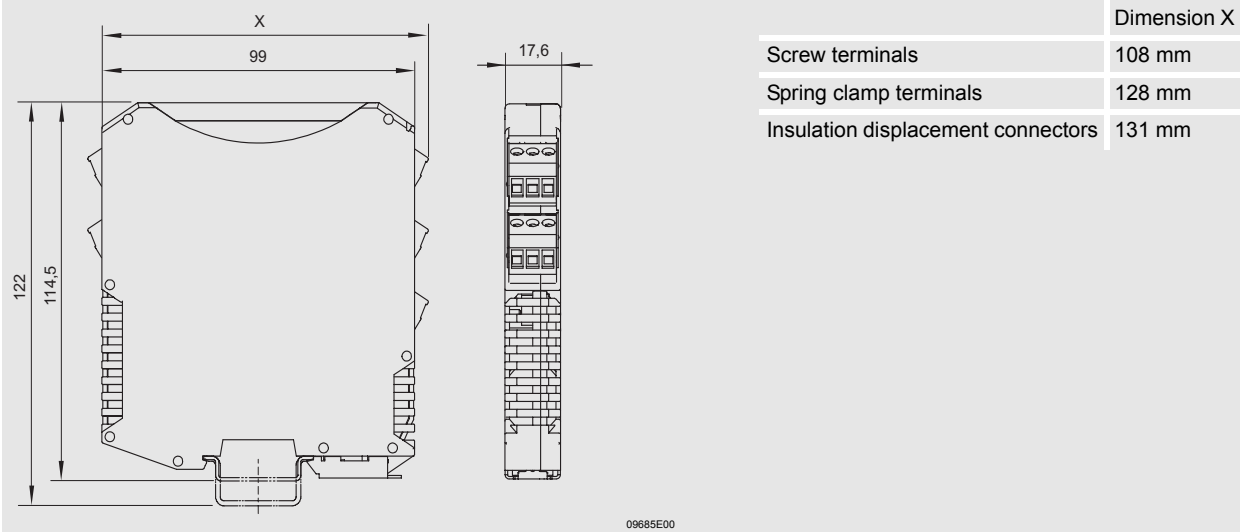 X
99
17,6
122
114,5
Dimension X
Screw terminals 108 mm
Spring clamp terminals 128 mm
Insulation displacement connectors 131 mm
09685E00